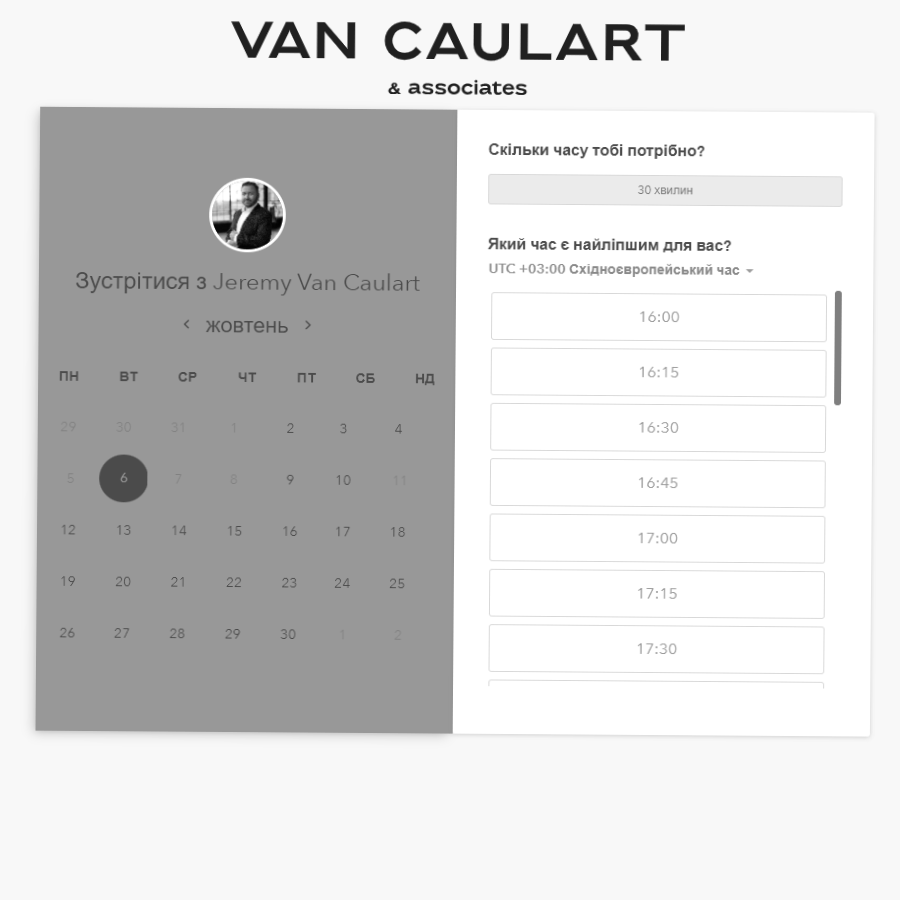 VAN CAULART
& associates
Зустрітися з Jeremy Van Caulart
жовтень
ПН ВТ СР ЧТ ПТ СБ НД
29 30 31 1 2 3 4
5 6 7 8 9 10 11
12 13 14 15 16 17 18
19 20 21 22 23 24 25
26 27 28 29 30 1 2
Скільки часу тобі потрібно?
30 хвилин
Який час є найліпшим для вас?
UTC +03:00 Східноєвропейський час
16:00
16:15
16:30
16:45
17:00
17:15
17:30